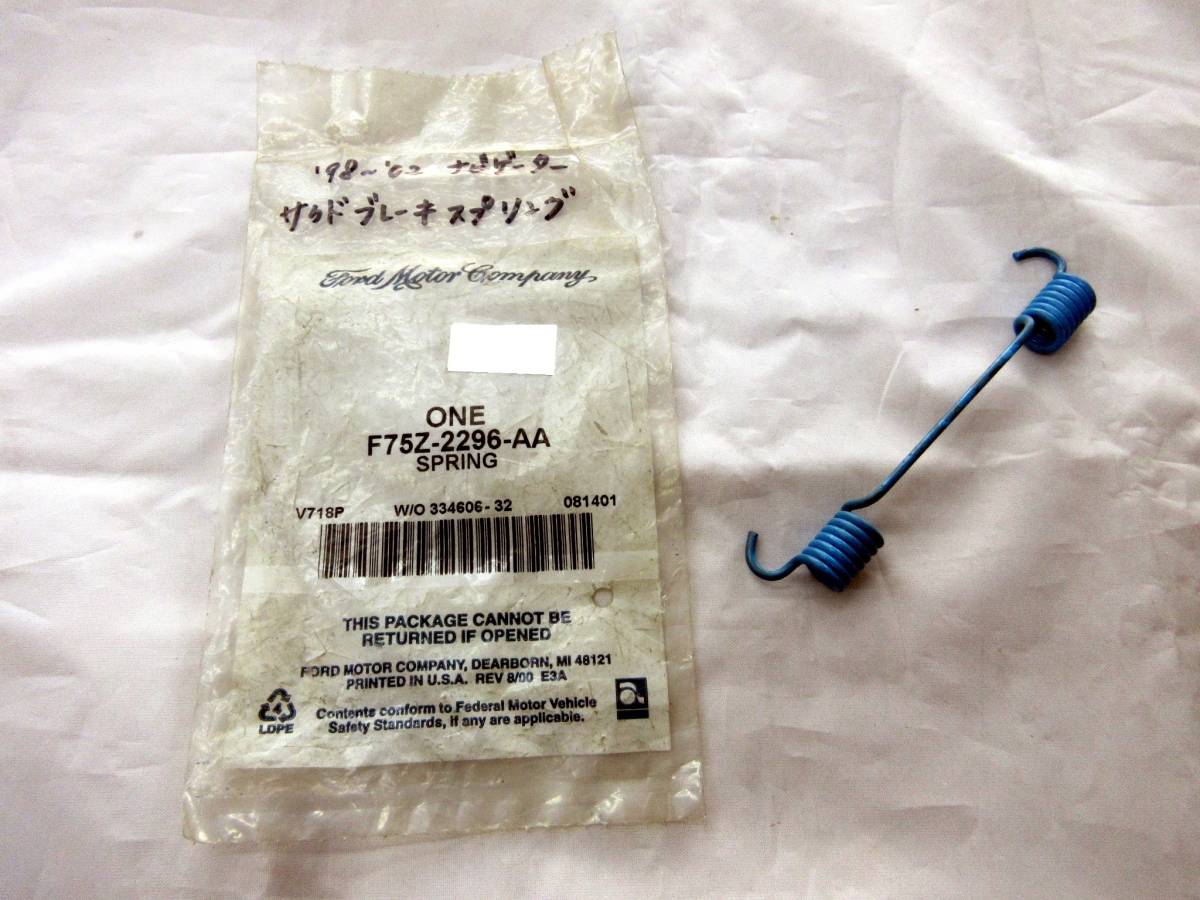 '98~'02 ナビゲーター
サウドブレーキスプリング
Ford Motor Company,
ONE
F75Z-2296-AA
SPRING
V718P W/O 334606-32 081401
THIS PACKAGE CANNOT BE
RETURNED IF OPENED
FORD MOTOR COMPANY, DEARBORN, MI 48121
PRINTED IN U.S.A. REV 8/00 E3A
Contents conform to Federal Motor Vehicle
Safety Standards, if any are applicable.
4
LDPE